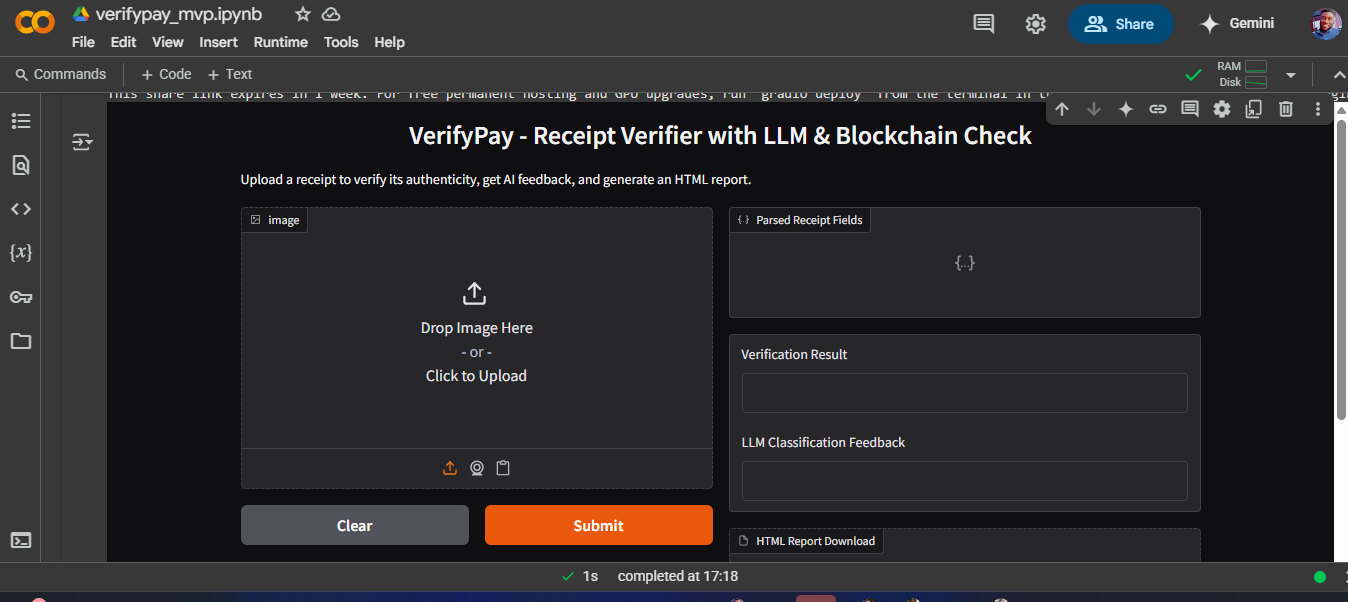 verifypay_mvp.ipynb
File Edit View Insert Runtime Tools Help
Share
Gemini
Commands
+ Code + Text
RAM
Disk
This share link expires in 1 week. For free permanent hosting and GPU upgrades, run `gradio deploy` from the terminal in
VerifyPay - Receipt Verifier with LLM & Blockchain Check
Upload a receipt to verify its authenticity, get AI feedback, and generate an HTML report.
image
Drop Image Here
- or -
Click to Upload
Clear
Submit
Parsed Receipt Fields
{...}
Verification Result
LLM Classification Feedback
HTML Report Download
1s completed at 17:18